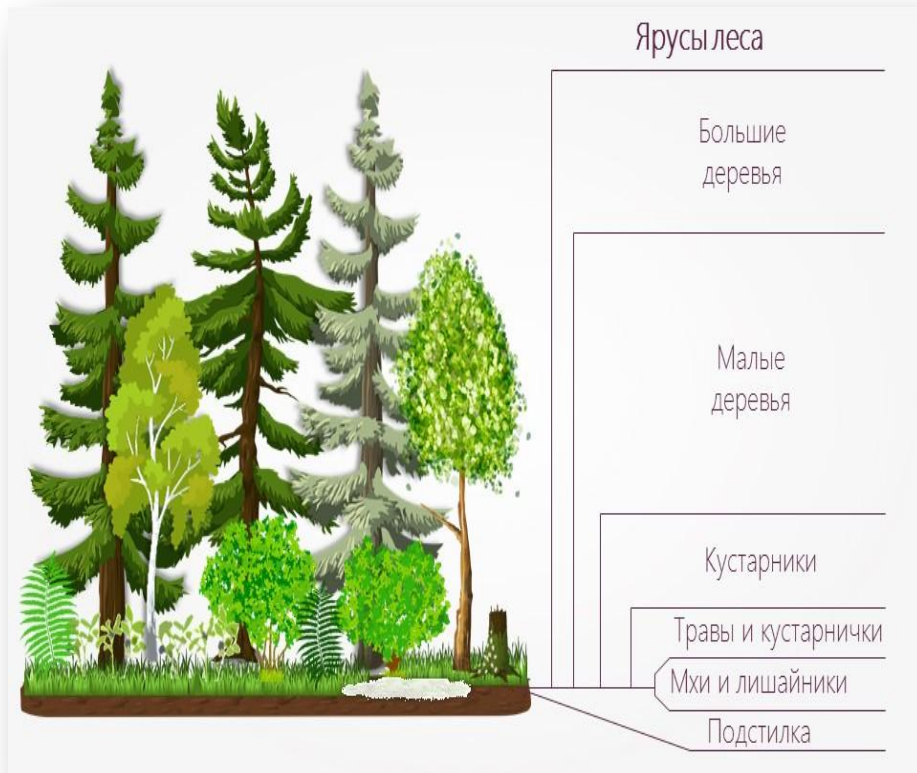 Ярусы леса
Большие
деревья
Малые
деревья
Кустарники
Травы и кустарнички
Мхи и лишайники
Подстилка